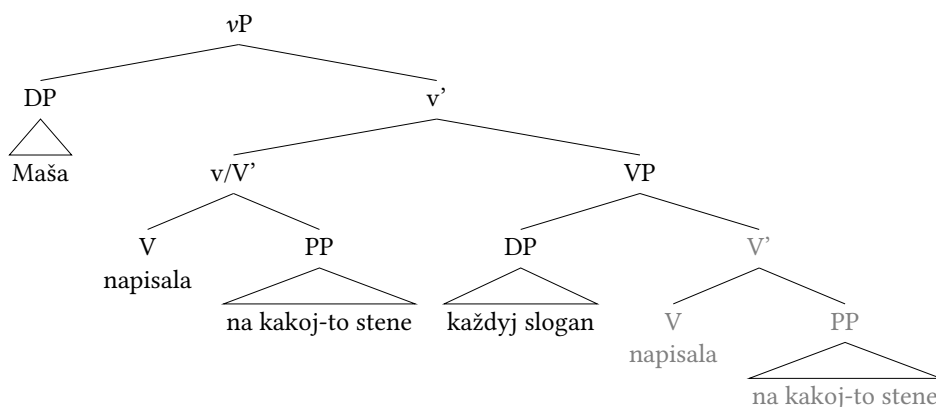 vP
DP v’
Maša v/V’ VP
V PP DP V’
napisala na kakoj-to stene každyj slogan V PP
napisala na kakoj-to stene